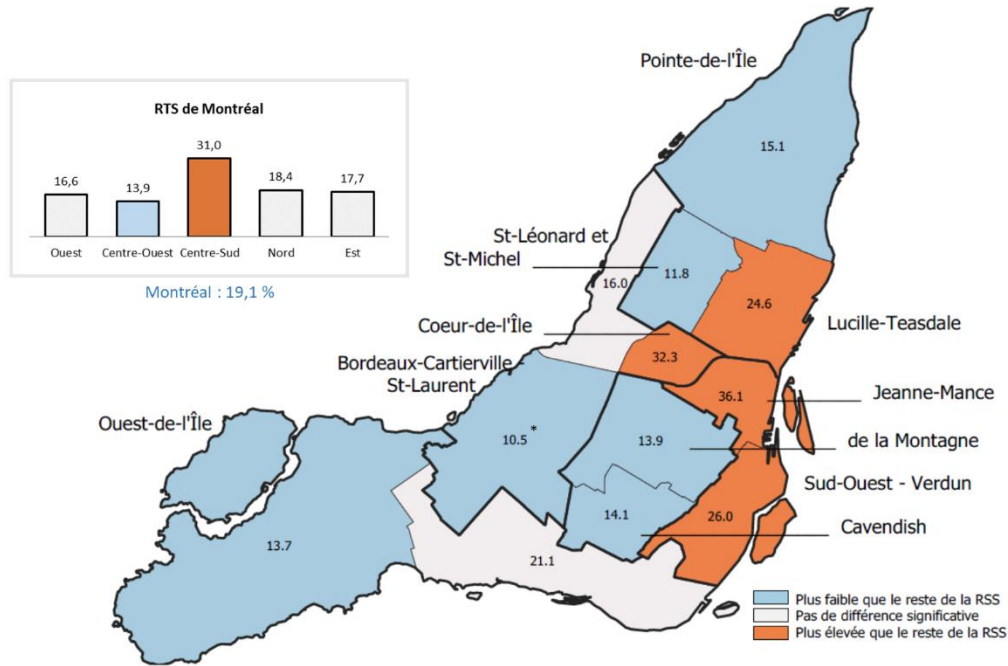 Pointe-de-l'Île
RTS de Montréal
31,0
16,6
13,9
18,4
17,7
Ouest
Centre-Ouest
Centre-Sud
Nord
Est
Montréal : 19,1 %
15.1
St-Léonard et
St-Michel
11.8
16.0
24.6
Coeur-de-l'Île
Lucille-Teasdale
32.3
Bordeaux-Cartierville-
St-Laurent
36.1
Jeanne-Mance
Ouest-de-l'Île
10.5*
13.9
de la Montagne
Sud-Ouest - Verdun
14.1
26.0
Cavendish
13.7
21.1
Plus faible que le reste de la RSS
Pas de différence significative
Plus élevée que le reste de la RSS